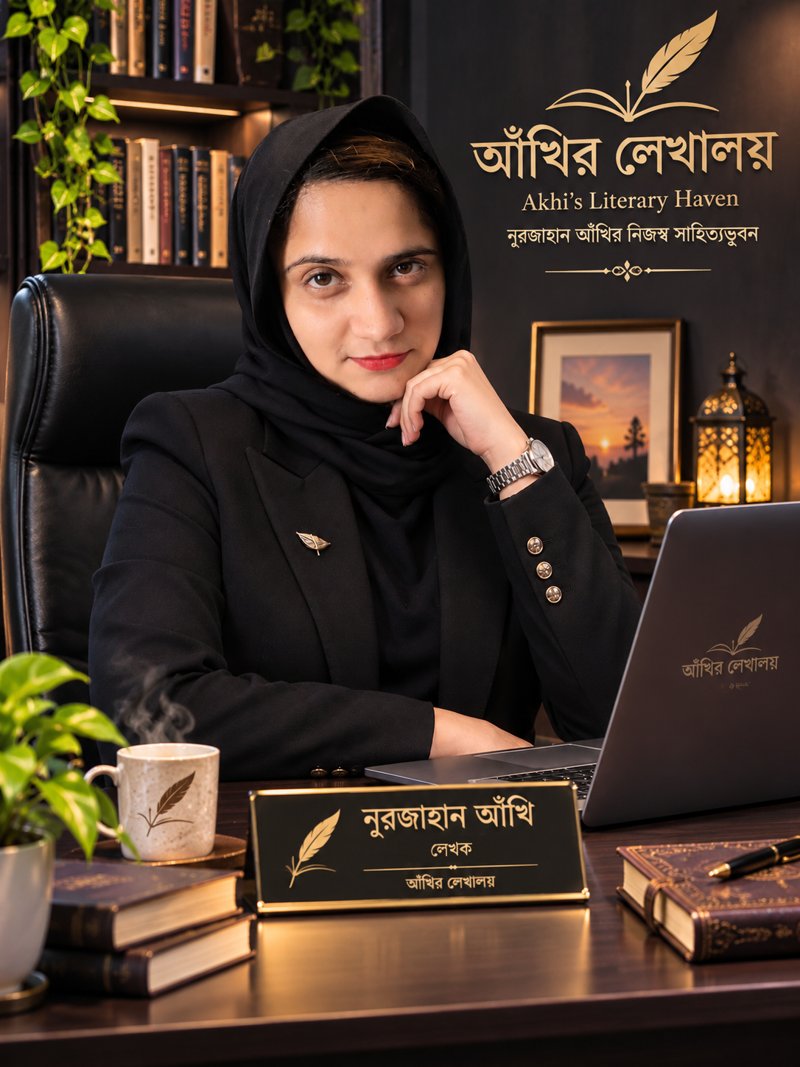 আঁখির লেখালয়
Akhi's Literary Haven
নুরজাহান আঁখির নিজস্ব সাহিত্যভুবন
আঁখির লেখালয়
নুরজাহান আঁখি
লেখক
আঁখির লেখালয়